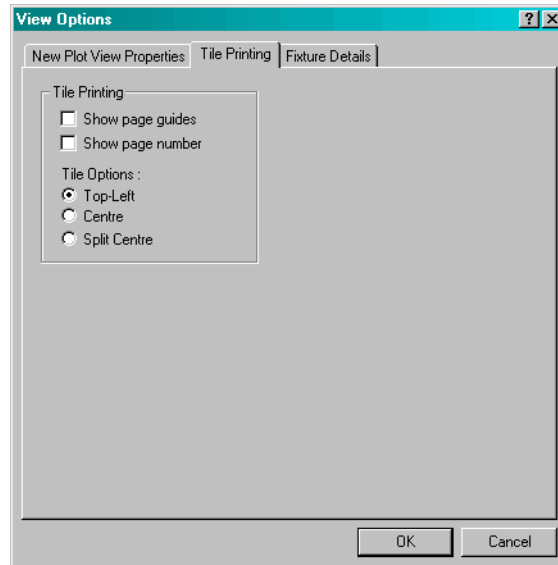 View Options
New Plot View Properties Tile Printing Fixture Details
Tile Printing
Show page guides
Show page number
Tile Options :
Top-Left
Centre
Split Centre
OK Cancel